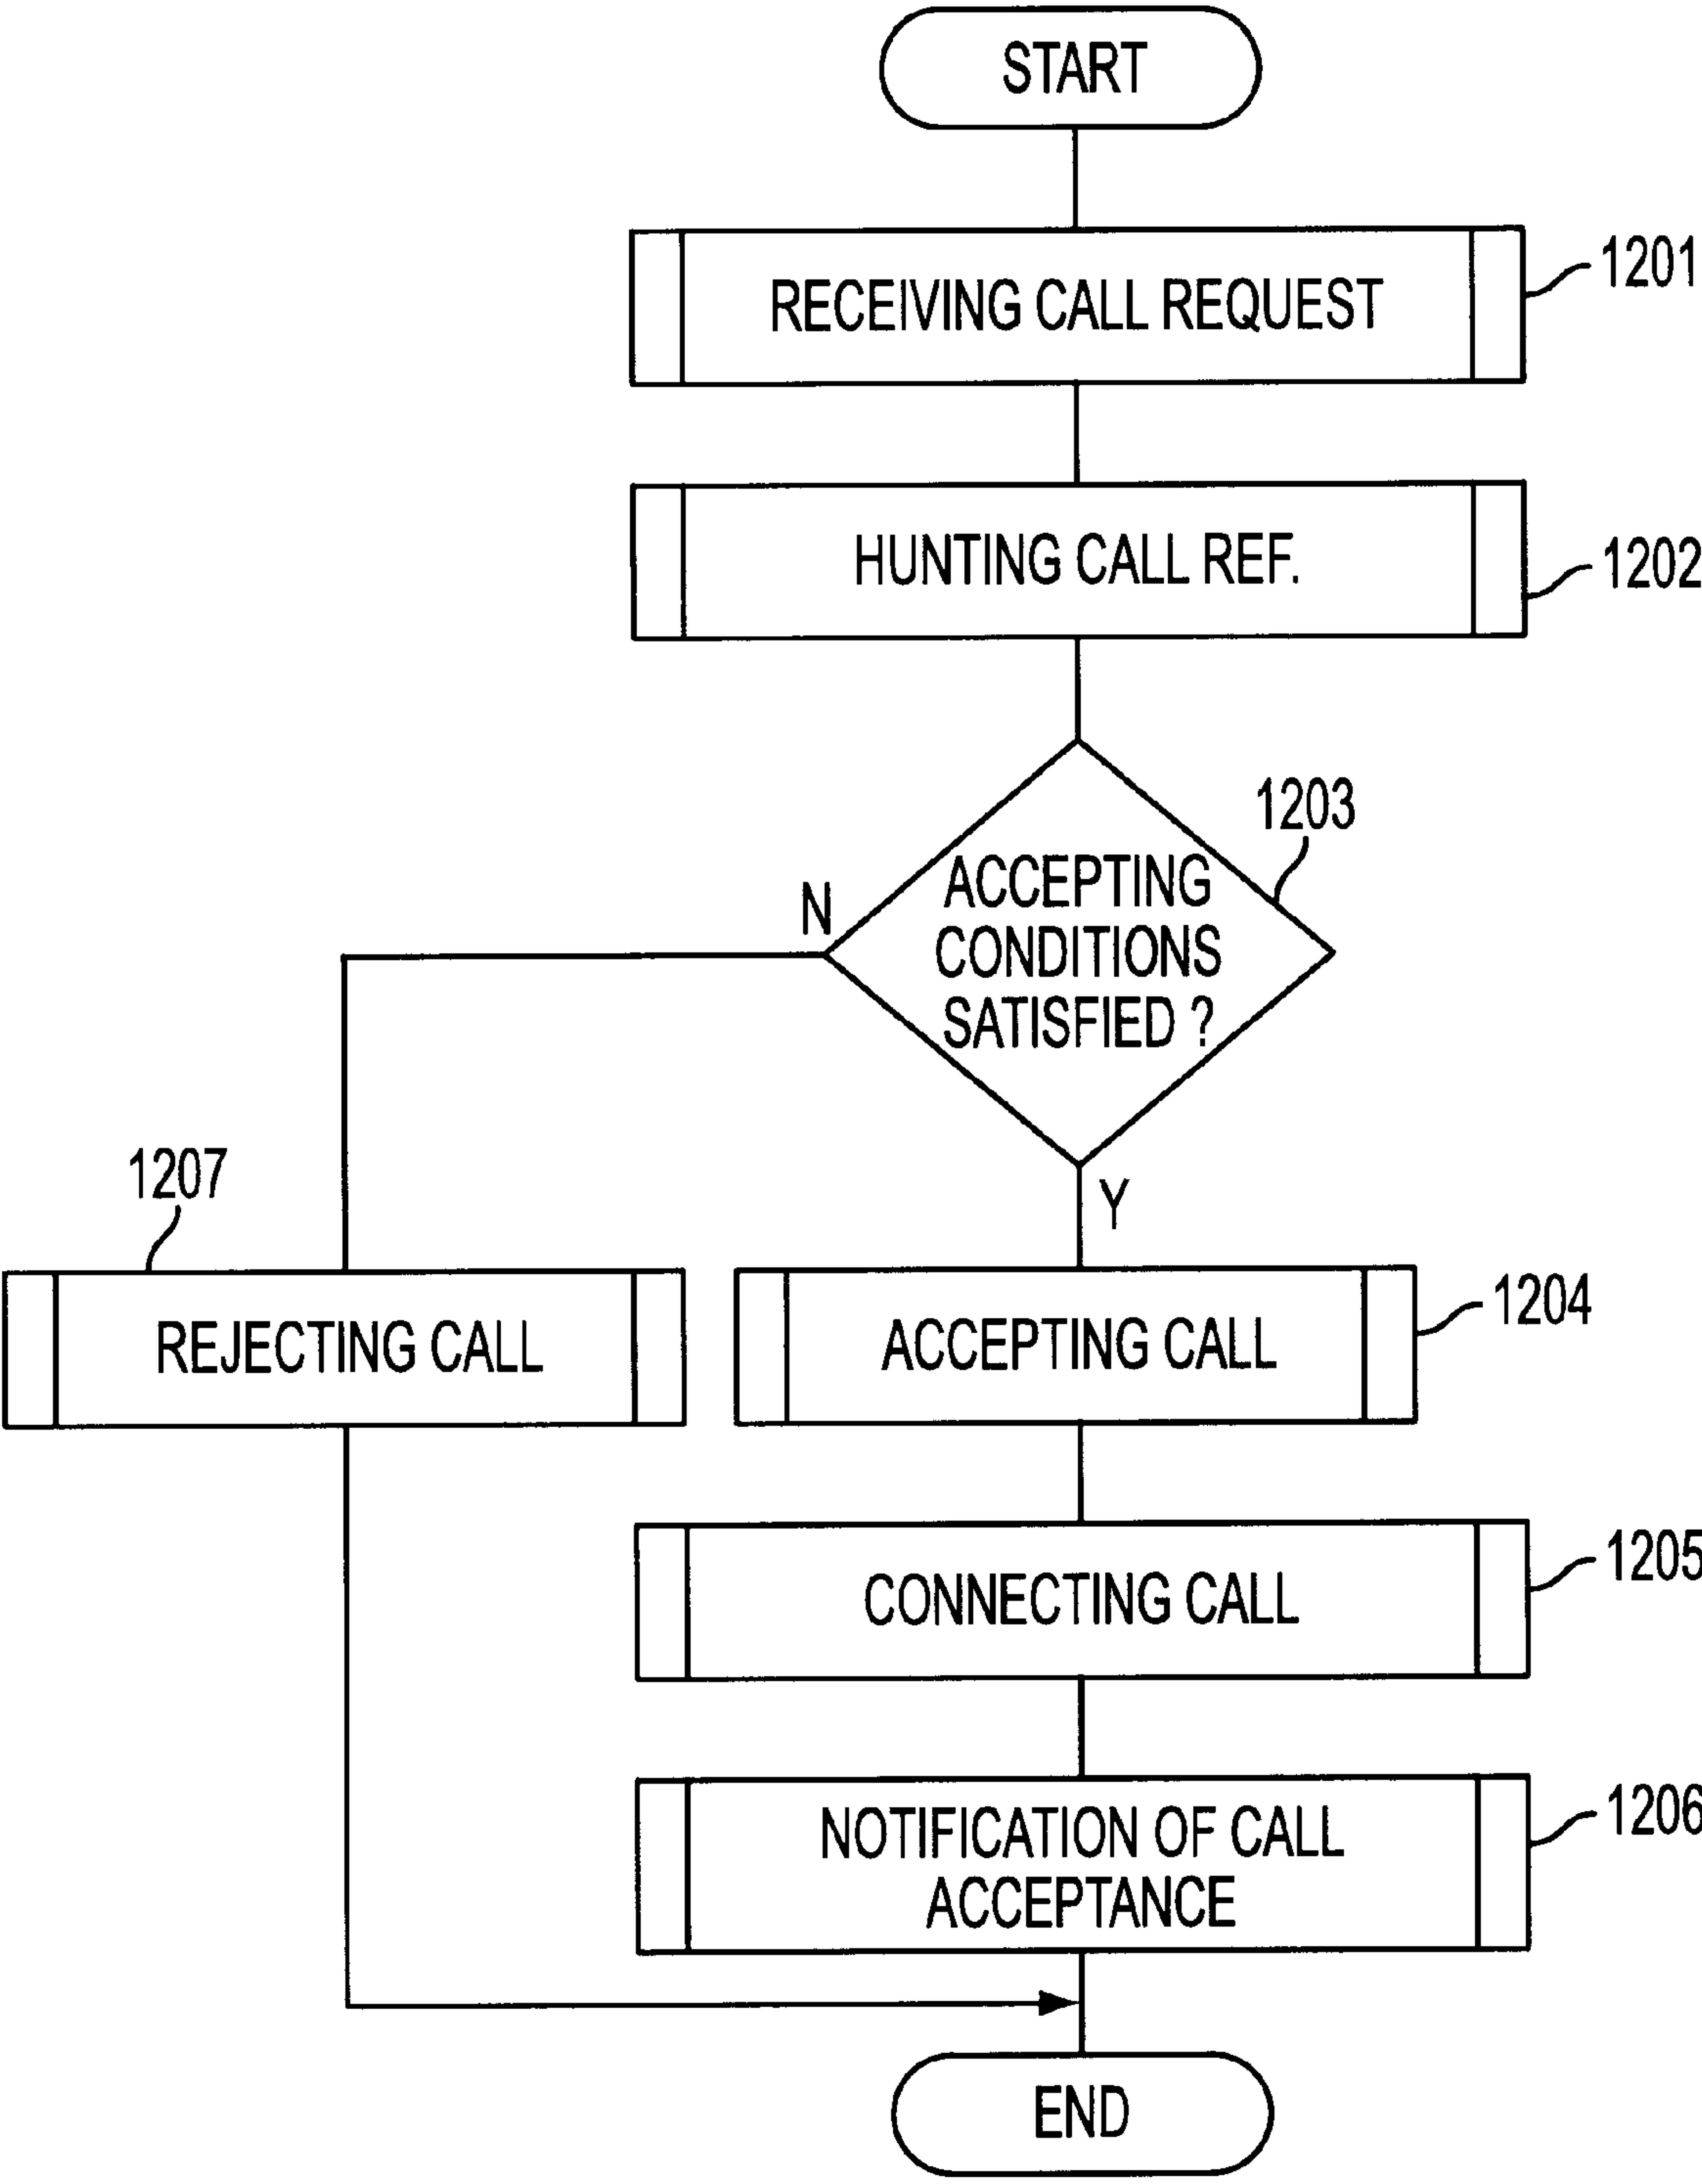 START
RECEIVING CALL REQUEST
1201
HUNTING CALL REF.
1202
1203
ACCEPTING
CONDITIONS
SATISFIED ?
N
Y
1207
REJECTING CALL
ACCEPTING CALL
1204
CONNECTING CALL
1205
NOTIFICATION OF CALL
ACCEPTANCE
1206
END